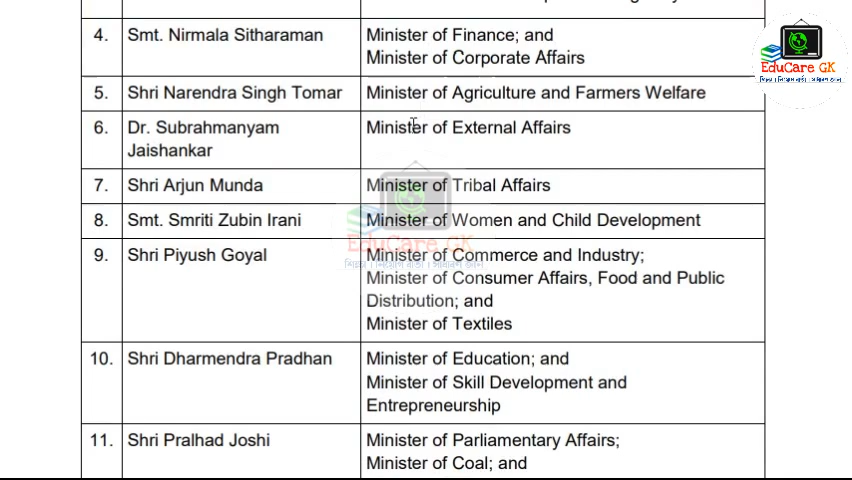 4. Smt. Nirmala Sitharaman Minister of Finance; and
Minister of Corporate Affairs
5. Shri Narendra Singh Tomar Minister of Agriculture and Farmers Welfare
6. Dr. Subrahmanyam Minister of External Affairs
Jaishankar
7. Shri Arjun Munda Minister of Tribal Affairs
8. Smt. Smriti Zubin Irani Minister of Women and Child Development
9. Shri Piyush Goyal Minister of Commerce and Industry;
Minister of Consumer Affairs, Food and Public
Distribution; and
Minister of Textiles
10. Shri Dharmendra Pradhan Minister of Education; and
Minister of Skill Development and
Entrepreneurship
11. Shri Pralhad Joshi Minister of Parliamentary Affairs;
Minister of Coal; and
EduCare GK
EduCare GK